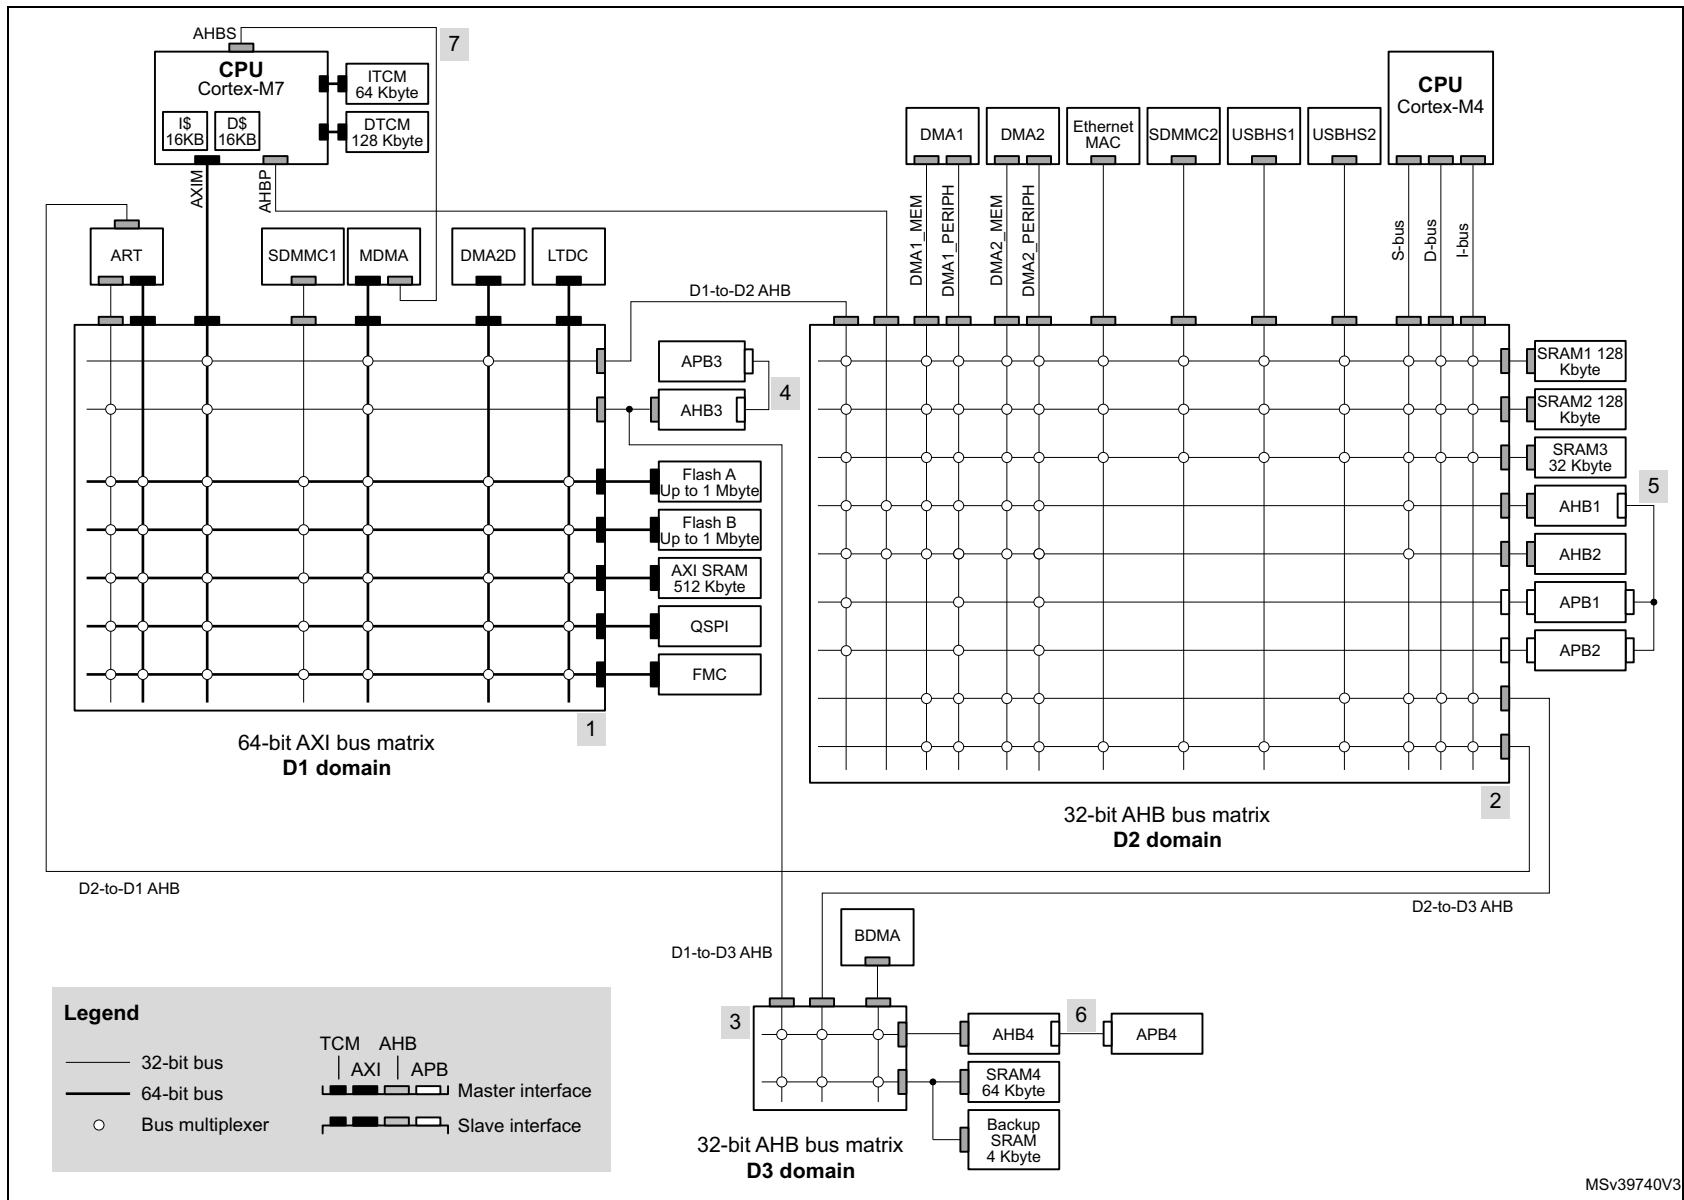 AHBS
7
CPU
Cortex-M7
I$
16KB
D$
16KB
ITCM
64 Kbyte
DTCM
128 Kbyte
AXIM
AHBP
ART
SDMMC1
MDMA
DMA2D
LTDC
DMA1
DMA2
Ethernet
MAC
SDMMC2
USBHS1
USBHS2
CPU
Cortex-M4
DMA1_MEM
DMA1_PERIPH
DMA2_MEM
DMA2_PERIPH
S-bus
D-bus
I-bus
D1-to-D2 AHB
APB3
4
AHB3
Flash A
Up to 1 Mbyte
Flash B
Up to 1 Mbyte
AXI SRAM
512 Kbyte
QSPI
FMC
1
64-bit AXI bus matrix
D1 domain
SRAM1 128
Kbyte
SRAM2 128
Kbyte
SRAM3
32 Kbyte
5
AHB1
AHB2
APB1
APB2
2
32-bit AHB bus matrix
D2 domain
D2-to-D1 AHB
D2-to-D3 AHB
D1-to-D3 AHB
BDMA
3
AHB4
6
APB4
SRAM4
64 Kbyte
Backup
SRAM
4 Kbyte
32-bit AHB bus matrix
D3 domain
Legend
32-bit bus
64-bit bus
Bus multiplexer
TCM
AHB
AXI
APB
Master interface
Slave interface
MSv39740V3